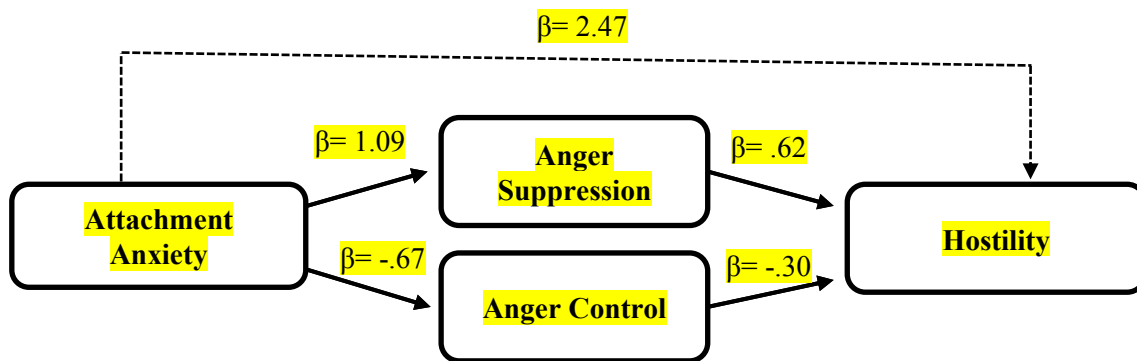 β= 2.47
β= 1.09
Anger
Suppression
β= .62
Attachment
Anxiety
Hostility
β= -.67
Anger Control
β= -.30